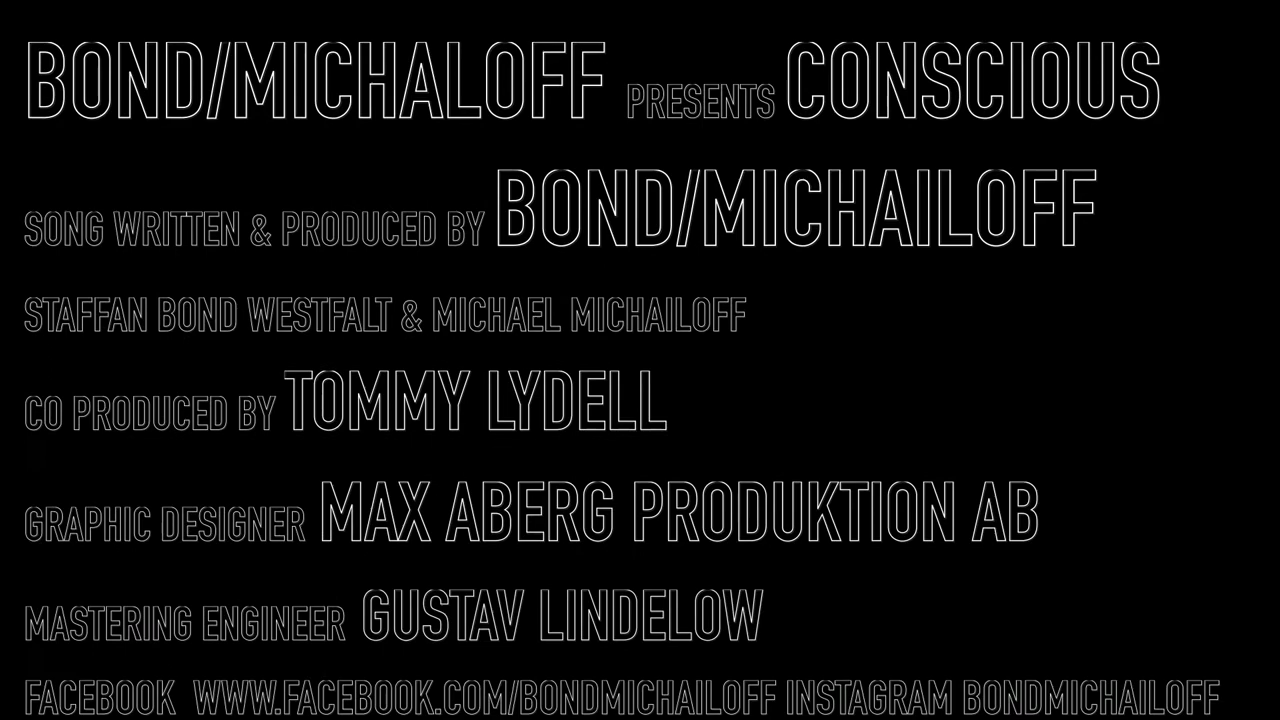 BOND/MICHALOFF PRESENTS CONSCIOUS
SONG WRITTEN & PRODUCED BY BOND/MICHAILOFF
STAFFAN BOND WESTFALT & MICHAEL MICHAILOFF
CO PRODUCED BY TOMMY LYDELL
GRAPHIC DESIGNER MAX ABERG PRODUKTION AB
MASTERING ENGINEER GUSTAV LINDELOW
FACEBOOK WWW.FACEBOOK.COM/BONDMICHAILOFF INSTAGRAM BONDMICHAILOFF